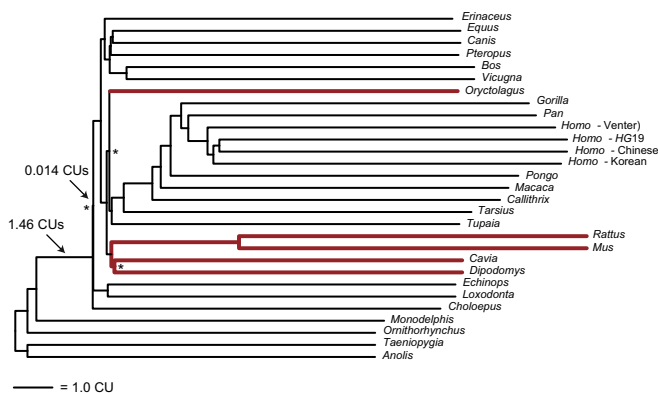 Erinaceus
Equus
Canis
Pteropus
Bos
Vicugna
Oryctolagus
Gorilla
Pan
Homo - Venter)
Homo - HG19
Homo - Chinese
Homo - Korean
Pongo
Macaca
Callithrix
Tarsius
Tupaia
Rattus
Mus
Cavia
Dipodomys
Echinops
Loxodonta
Choloepus
Monodelphis
Ornithorhynchus
Taeniopygia
Anolis
*
0.014 CUs
*
1.46 CUs
*
= 1.0 CU